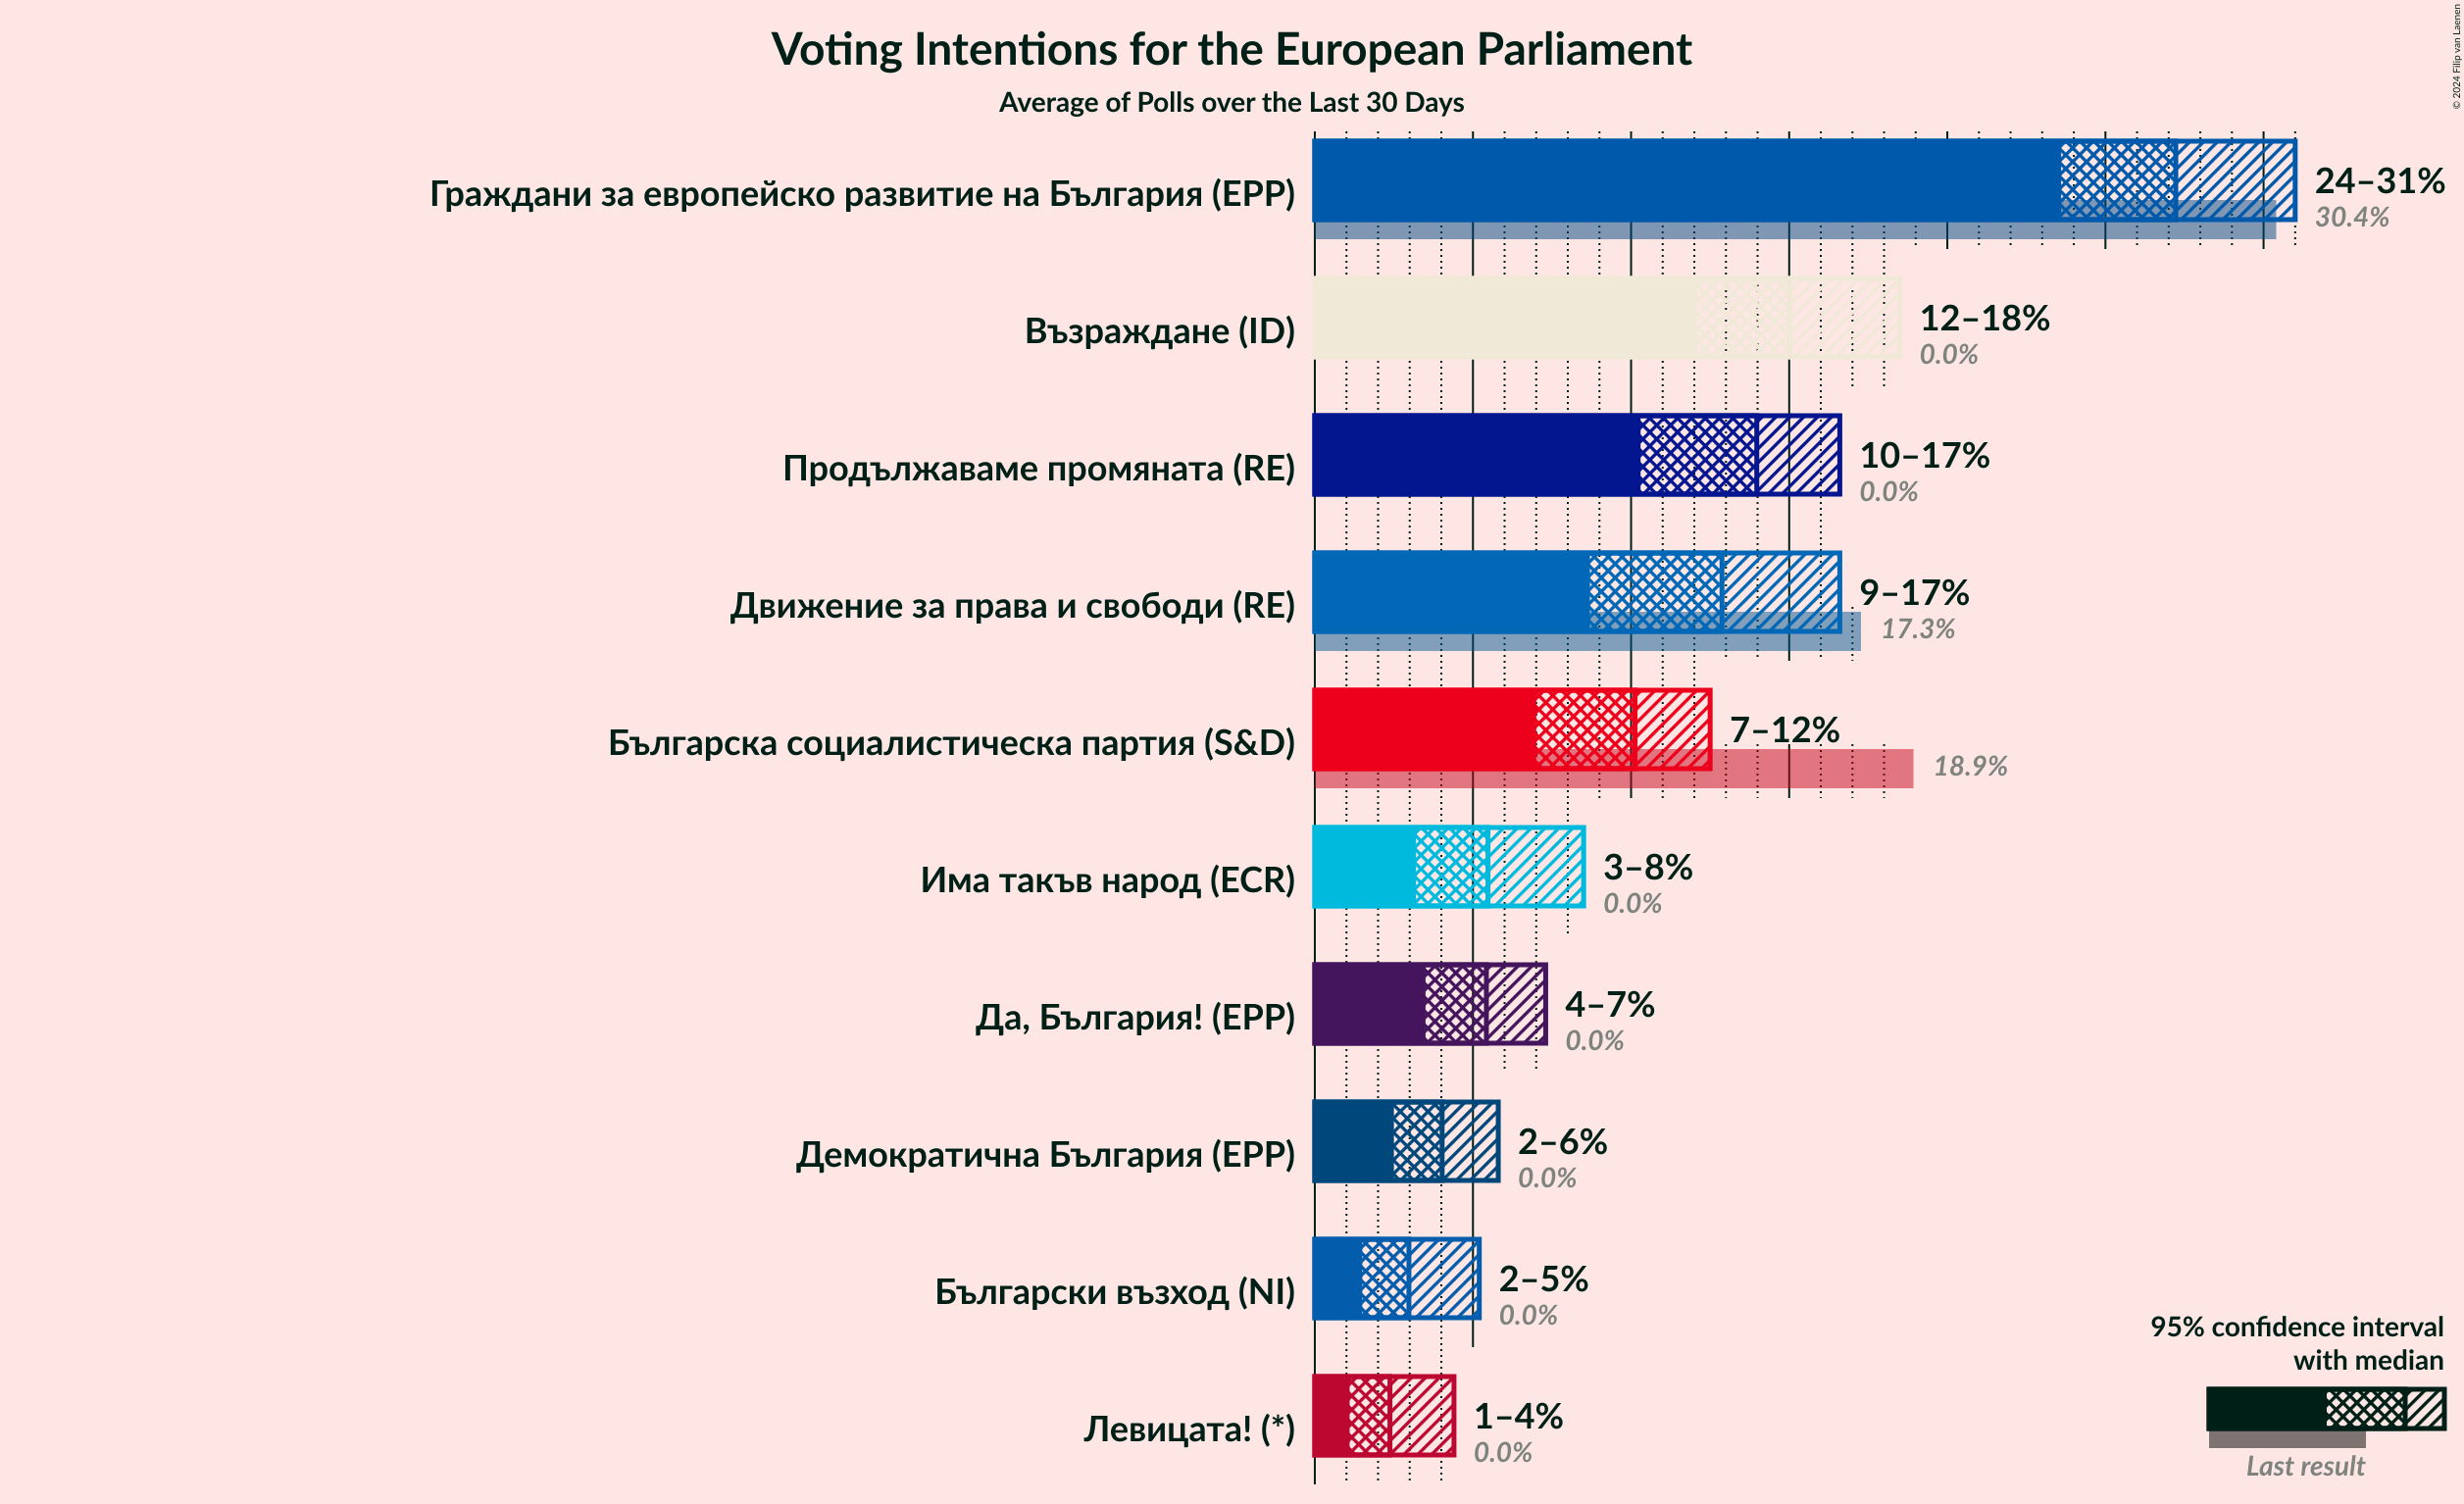 Voting Intentions for the European Parliament
Average of Polls over the Last 30 Days
© 2024 Filip van Laenen
Граждани за европейско развитие на България (EPP)
24–31%
30.4%
Възраждане (ID)
12–18%
0.0%
Продължаваме промяната (RE)
10–17%
0.0%
Движение за права и свободи (RE)
9–17%
17.3%
Българска социалистическа партия (S&D)
7–12%
18.9%
Има такъв народ (ECR)
3–8%
0.0%
Да, България! (EPP)
4–7%
0.0%
Демократична България (EPP)
2–6%
0.0%
Български възход (NI)
2–5%
0.0%
Левицата! (*)
1–4%
0.0%
95% confidence interval
with median
Last result